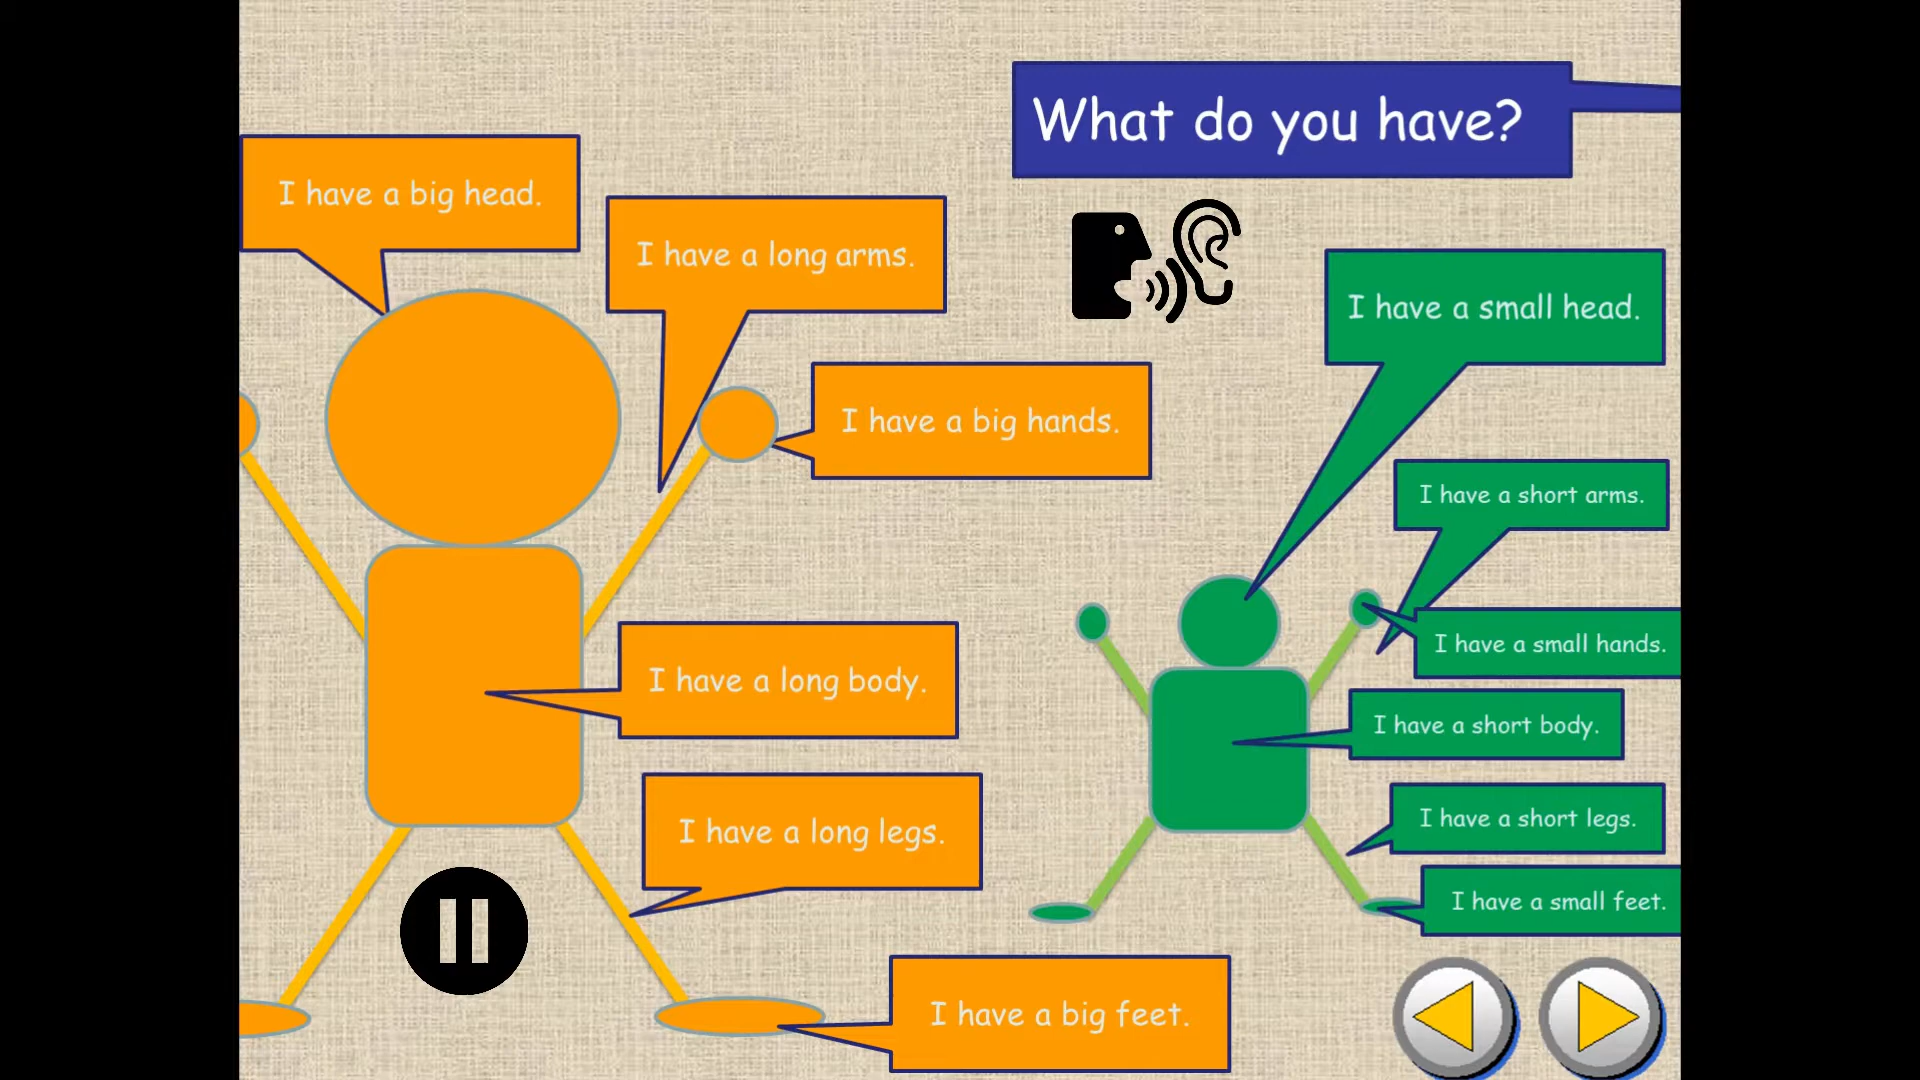 What do you have?
I have a big head.
I have a long arms.
I have a big hands.
I have a long body.
I have a long legs.
I have a big feet.
I have a small head.
I have a short arms.
I have a small hands.
I have a short body.
I have a short legs.
I have a small feet.